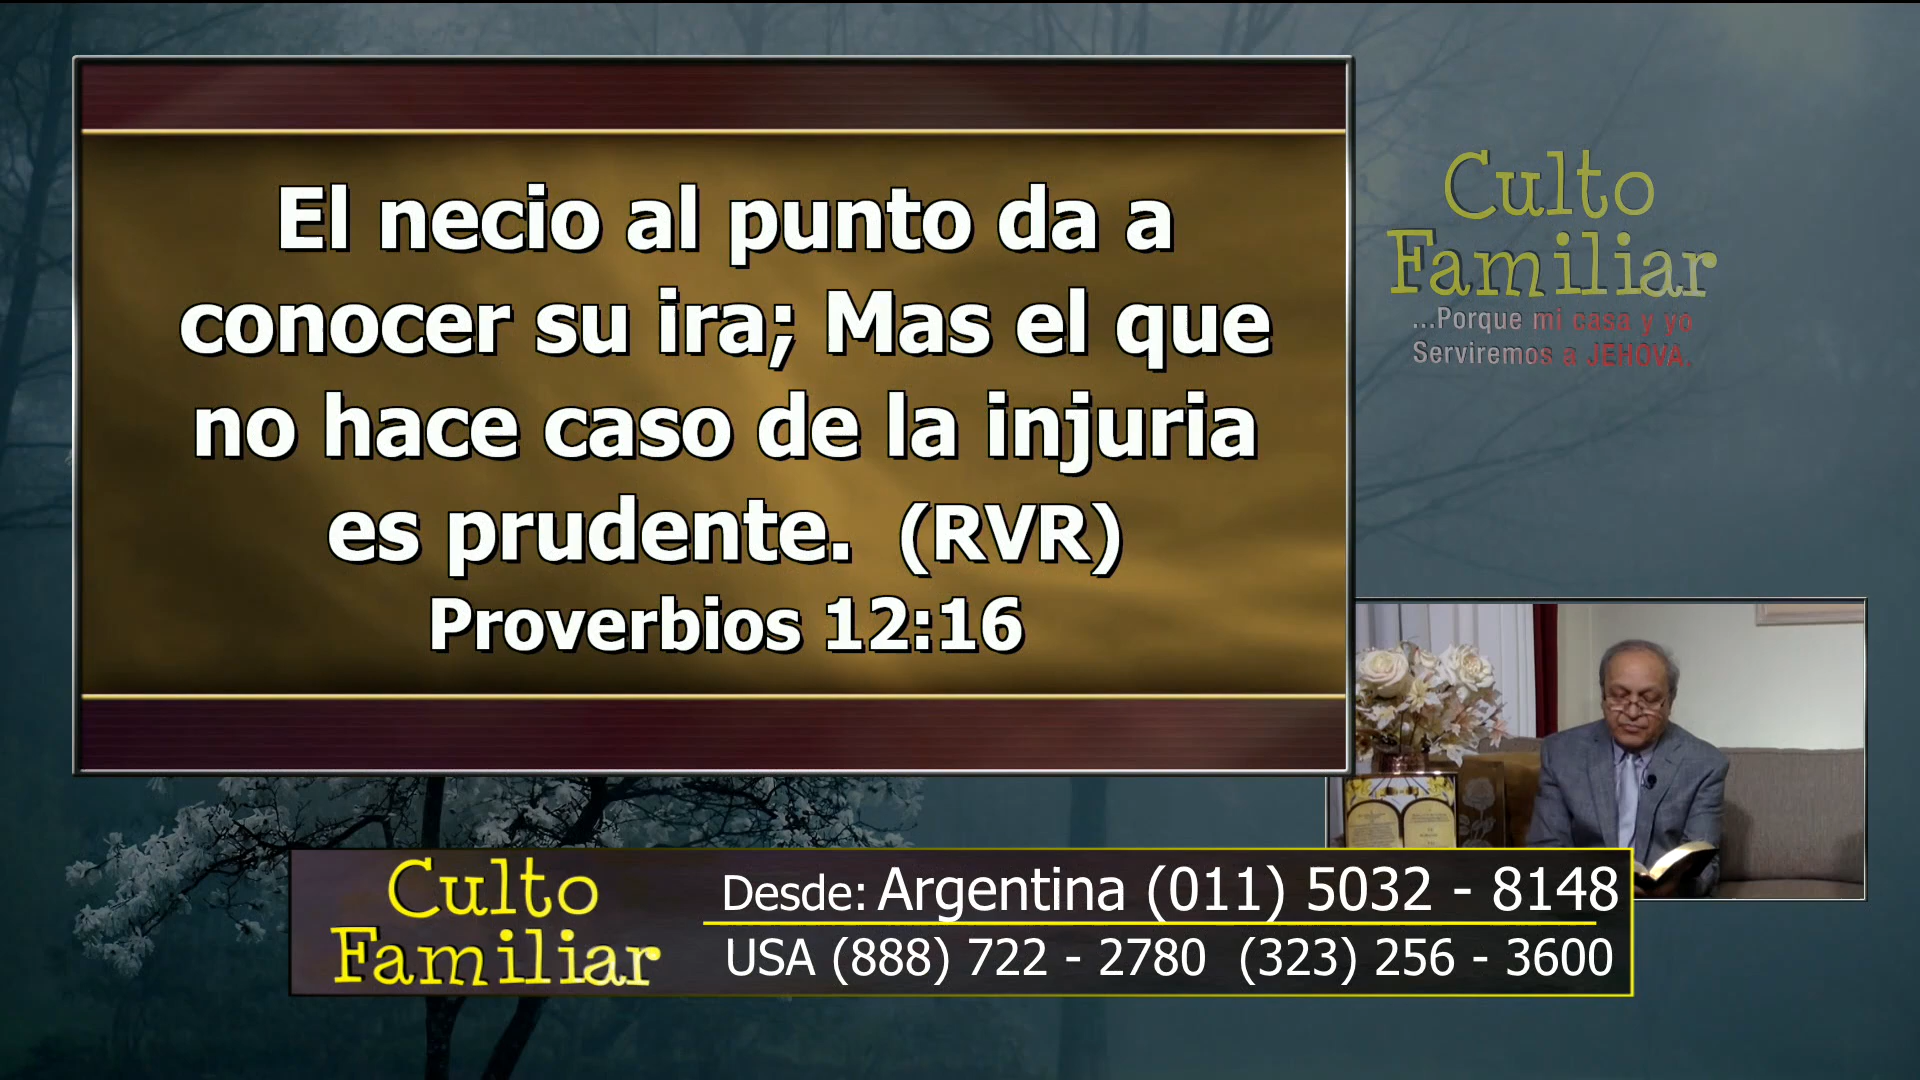 El necio al punto da a
conocer su ira; Mas el que
no hace caso de la injuria
es prudente. (RVR)
Proverbios 12:16
Culto
Familiar
...Porque mi casa y yo
Serviremos a JEHOVA.
Culto
Familiar
Desde: Argentina (011) 5032 - 8148
USA (888) 722 - 2780 (323) 256 - 3600